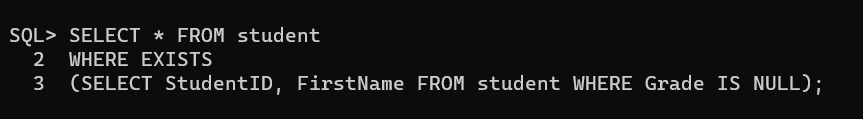 SQL> SELECT * FROM student
  2  WHERE EXISTS
  3  (SELECT StudentID, FirstName FROM student WHERE Grade IS NULL);